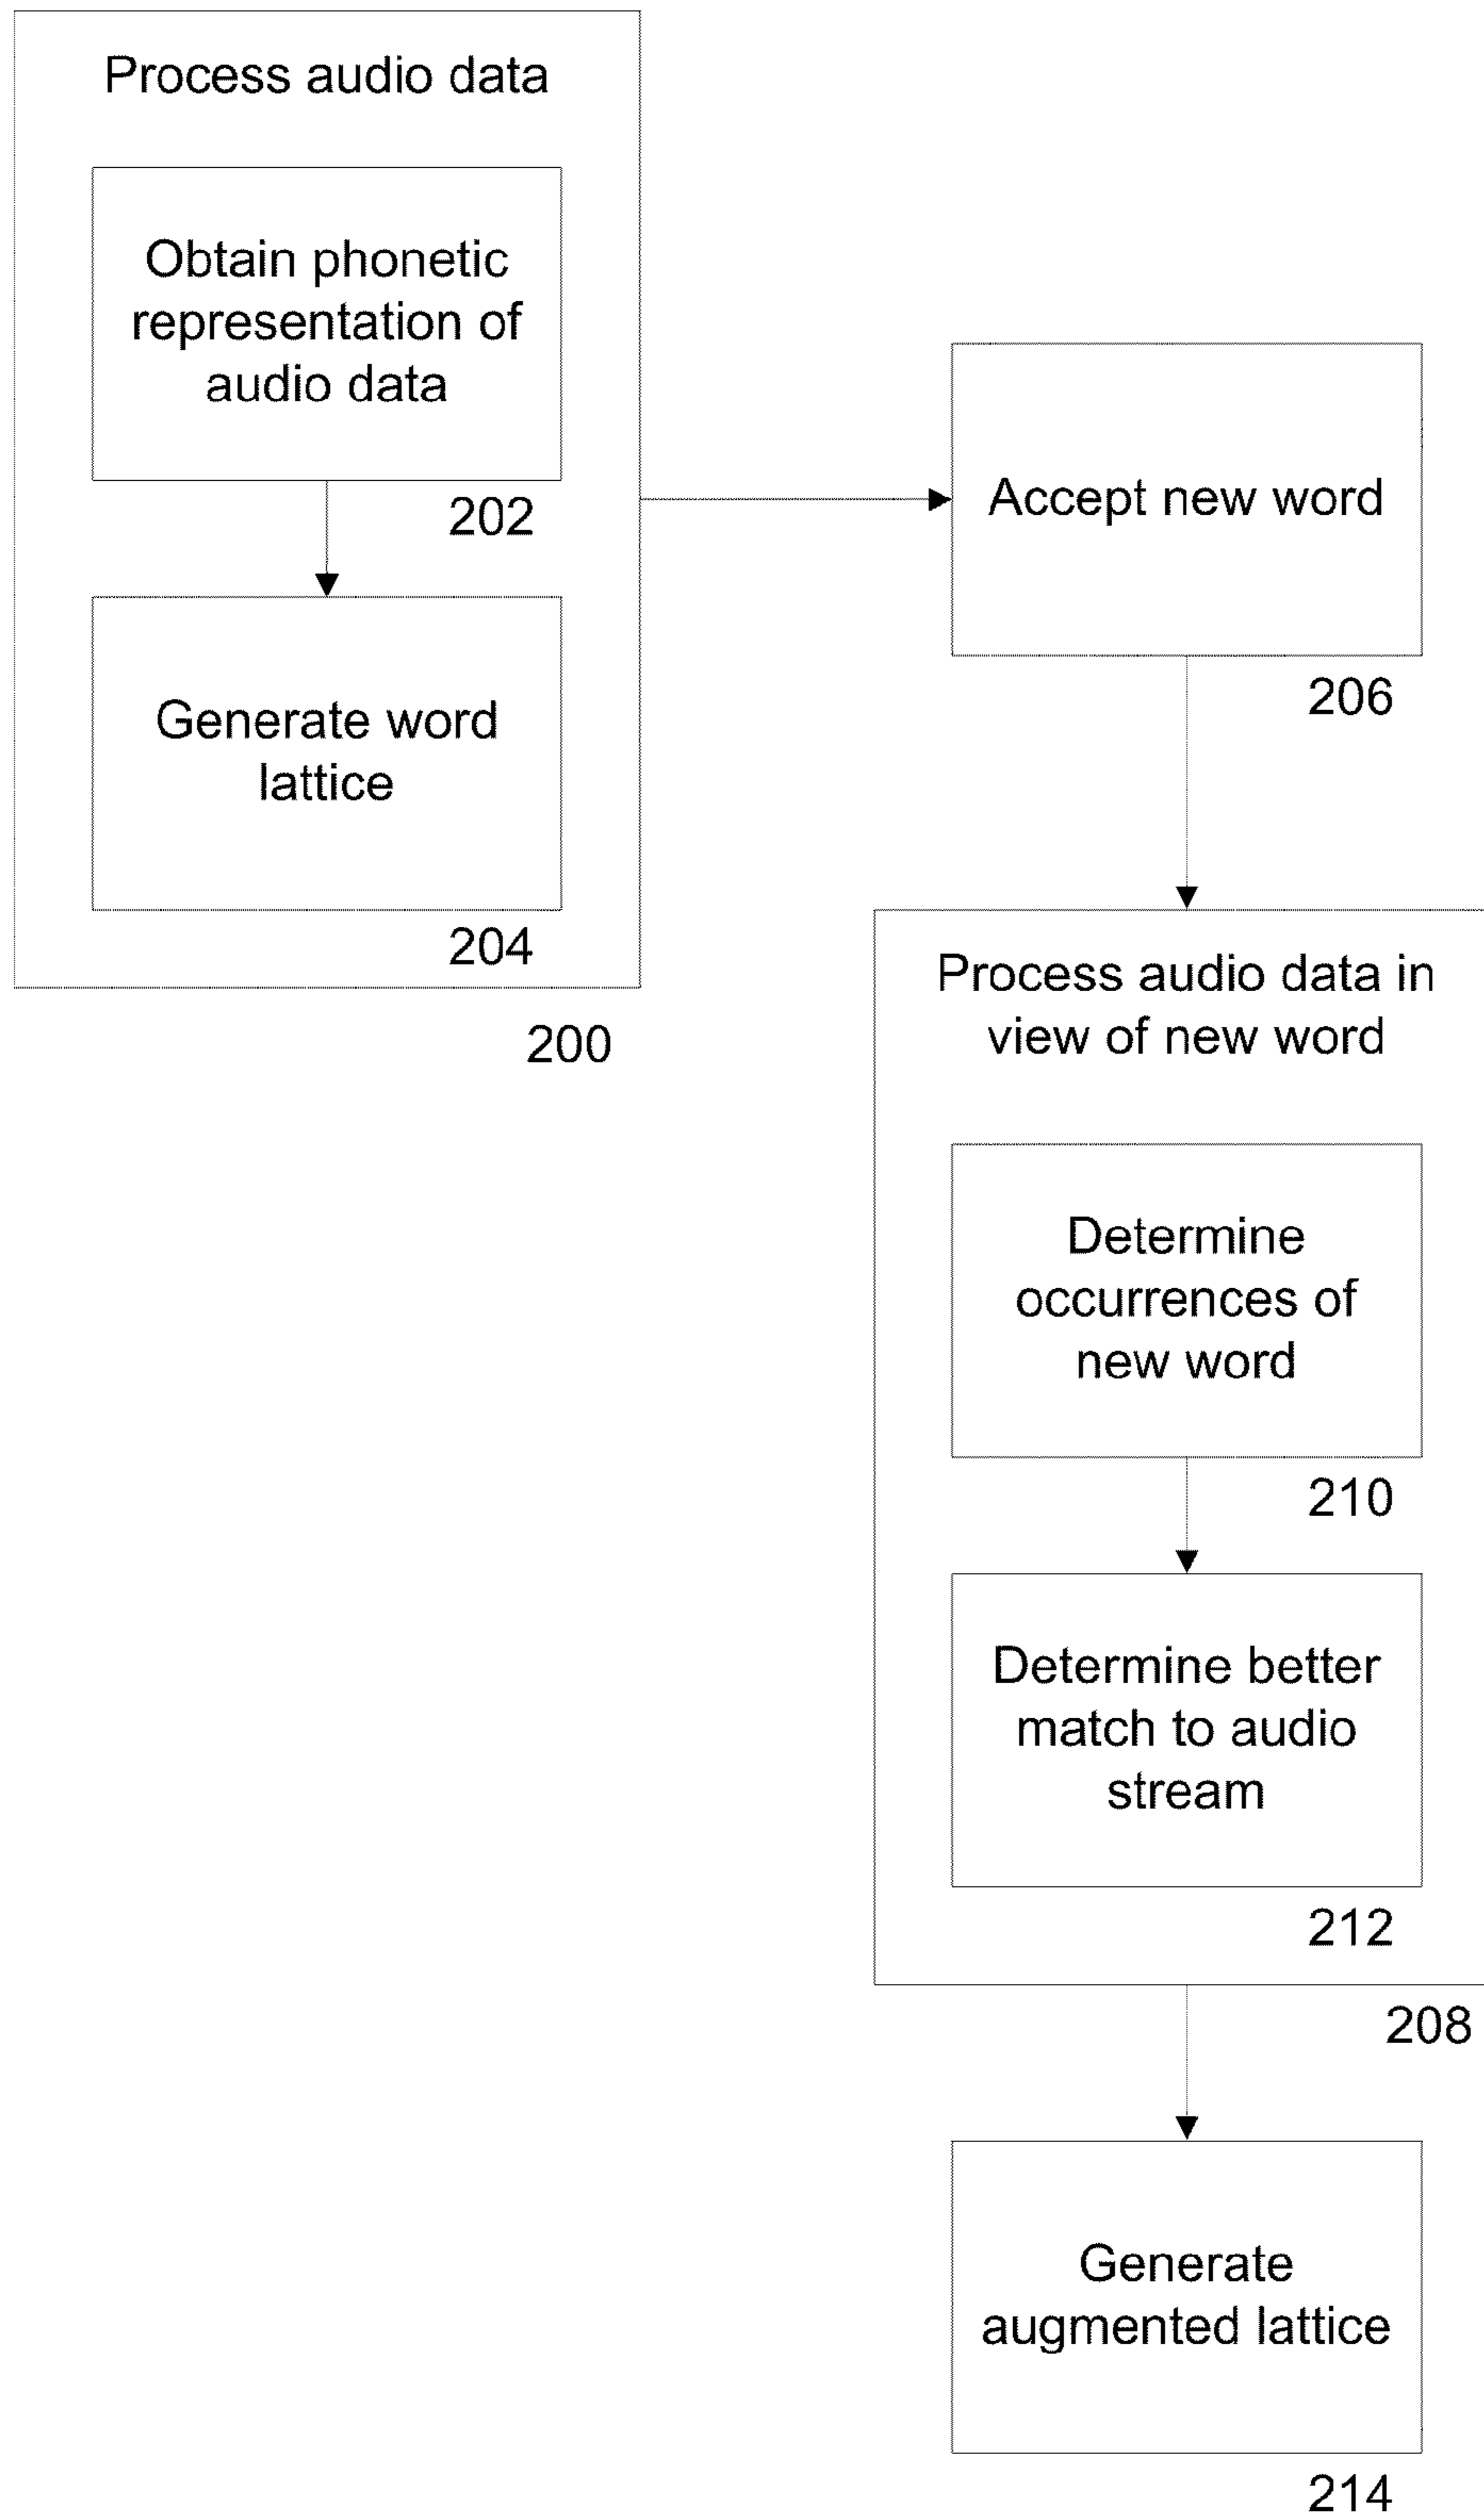 Process audio data
Obtain phonetic
representation of
audio data
202
Generate word
lattice
204
200
Accept new word
206
Process audio data in
view of new word
Determine
occurrences of
new word
210
Determine better
match to audio
stream
212
208
Generate
augmented lattice
214